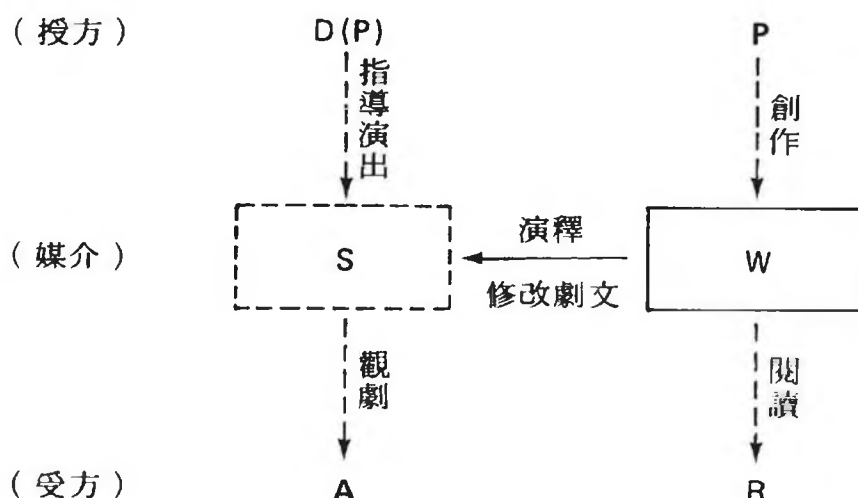 (授方) D(P) P
指導演出
創作
(媒介) S 演釋 W
修改劇文
觀劇
閱讀
(受方) A R